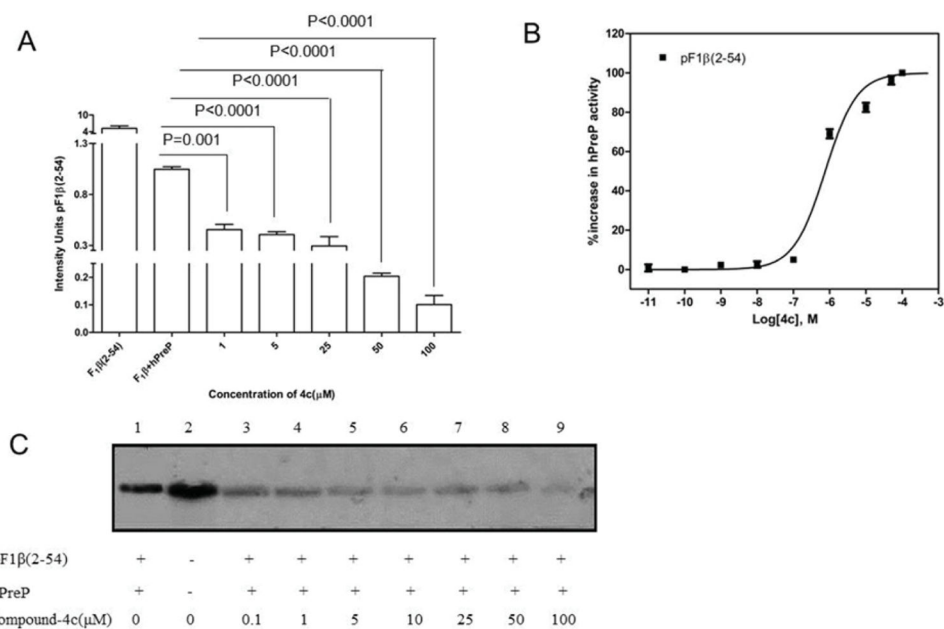 A
P<0.0001
P<0.0001
P<0.0001
P<0.0001
P=0.001
Intensity Units pF1β(2-54)
10
4
1.3
0.8
0.3
0.2
0.1
0.0
F₁β(2-54)
F₁β+hPreP
1
5
25
50
100
Concentration of 4c(μM)
B
pF1β(2-54)
%increase in hPreP activity
120
100
80
60
40
20
0
-11 -10 -9 -8 -7 -6 -5 -4 -3
Log[4c], M
C
1 2 3 4 5 6 7 8 9
F1β(2-54) + - + + + + + + +
PreP + - + + + + + + +
ompound-4c(μM) 0 0 0.1 1 5 10 25 50 100